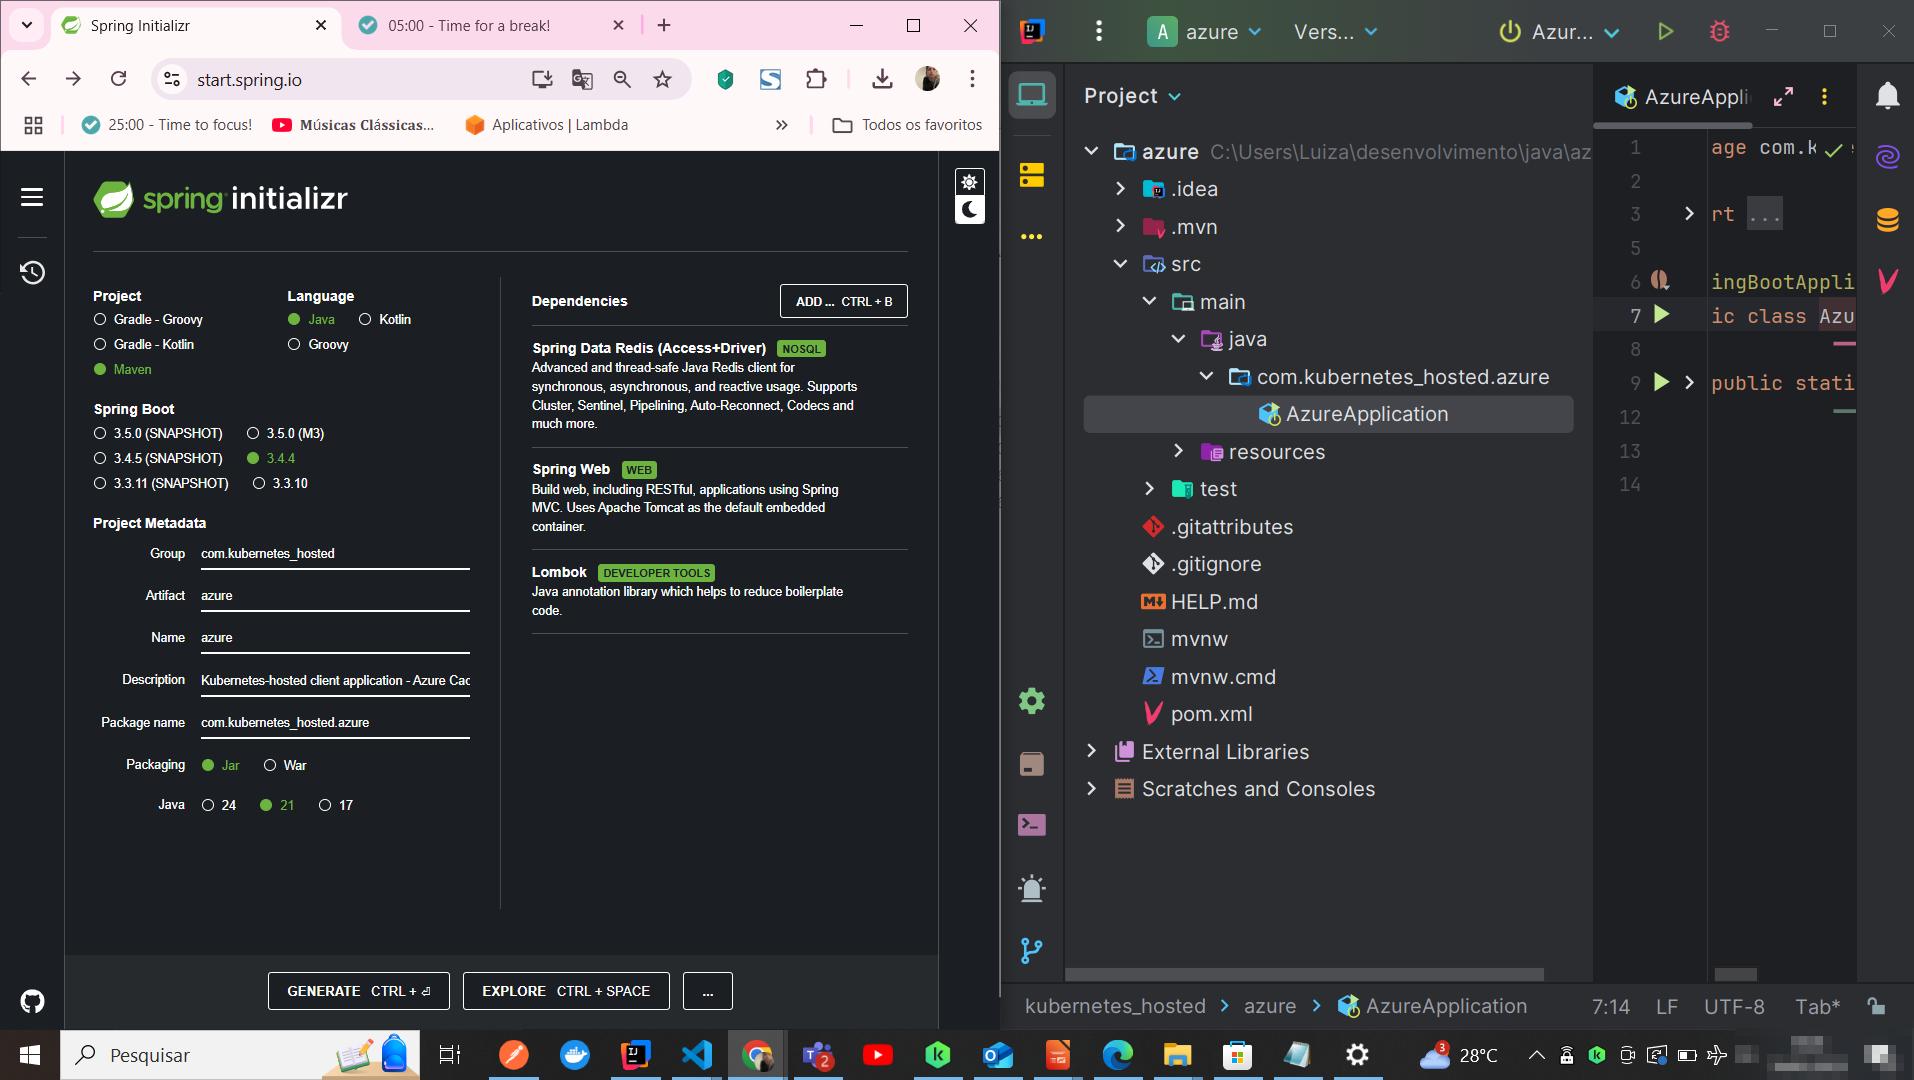 Spring Initializr
05:00 - Time for a break!
start.spring.io
25:00 - Time to focus!
Músicas Clássicas...
Aplicativos | Lambda
Todos os favoritos
spring initializr
Project
Gradle - Groovy
Gradle - Kotlin
Maven
Language
Java
Kotlin
Groovy
Spring Boot
3.5.0 (SNAPSHOT)
3.5.0 (M3)
3.4.5 (SNAPSHOT)
3.4.4
3.3.11 (SNAPSHOT)
3.3.10
Project Metadata
Group com.kubernetes_hosted
Artifact azure
Name azure
Description Kubernetes-hosted client application - Azure Cac
Package name com.kubernetes_hosted.azure
Packaging Jar War
Java 24 21 17
Dependencies
ADD ... CTRL + B
Spring Data Redis (Access+Driver) NOSQL
Advanced and thread-safe Java Redis client for
synchronous, asynchronous, and reactive usage. Supports
Cluster, Sentinel, Pipelining, Auto-Reconnect, Codecs and
much more.
Spring Web WEB
Build web, including RESTful, applications using Spring
MVC. Uses Apache Tomcat as the default embedded
container.
Lombok DEVELOPER TOOLS
Java annotation library which helps to reduce boilerplate
code.
GENERATE CTRL + ⏎
EXPLORE CTRL + SPACE
...
A azure
Vers...
Azur...
Project
azure C:\Users\Luiza\desenvolvimento\java\az
.idea
.mvn
src
main
java
com.kubernetes_hosted.azure
AzureApplication
resources
test
.gitattributes
.gitignore
HELP.md
mvnw
mvnw.cmd
pom.xml
External Libraries
Scratches and Consoles
AzureAppli
1 age com.k
2
3 rt ...
5
6 ingBootAppli
7 ic class Azu
8
9 public stati
12
13
14
kubernetes_hosted > azure > AzureApplication
7:14 LF UTF-8 Tab*
Pesquisar
2
3
28°C